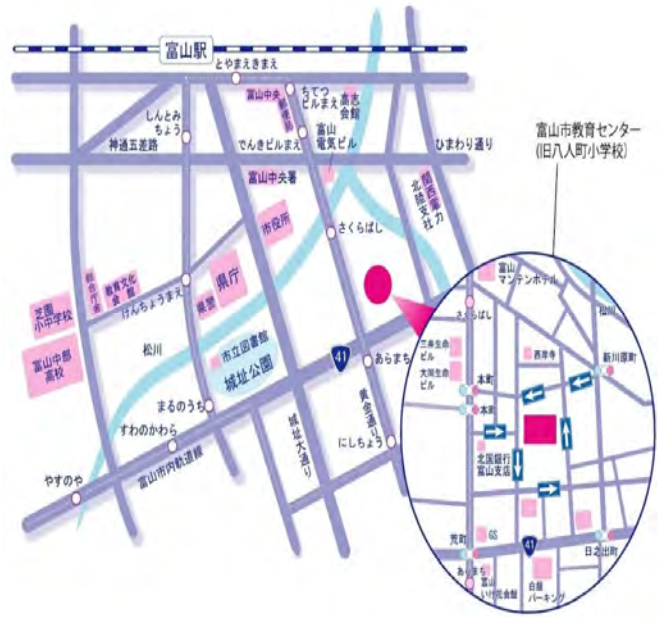 富山駅
とやまえきまえ
富山中央
郵便局
ちてつ
ビルまえ
高志
会館
しんとみ
ちょう
神通五差路
でんきビルまえ
富山
電気ビル
ひまわり通り
富山中央署
関西電力
北陸支社
市役所
さくらばし
県庁
県警
総合庁舎
教育文化
会館
けんちょうまえ
芝園
小中学校
富山中部
高校
松川
市立図書館
城址公園
41
あらまち
まるのうち
すわのかわら
富山市内軌道線
やすのや
城址大通り
黄金通り
にしちょう
富山市教育センター
(旧八人町小学校)
富山
マンテンホテル
さくらばし
松川
三井生命
ビル
大同生命
ビル
西岸寺
新川原町
本町
本町
北国銀行
富山支店
荒町
GS
41
日之出町
あらまち
富山
いけ花会館
白銀
パーキング